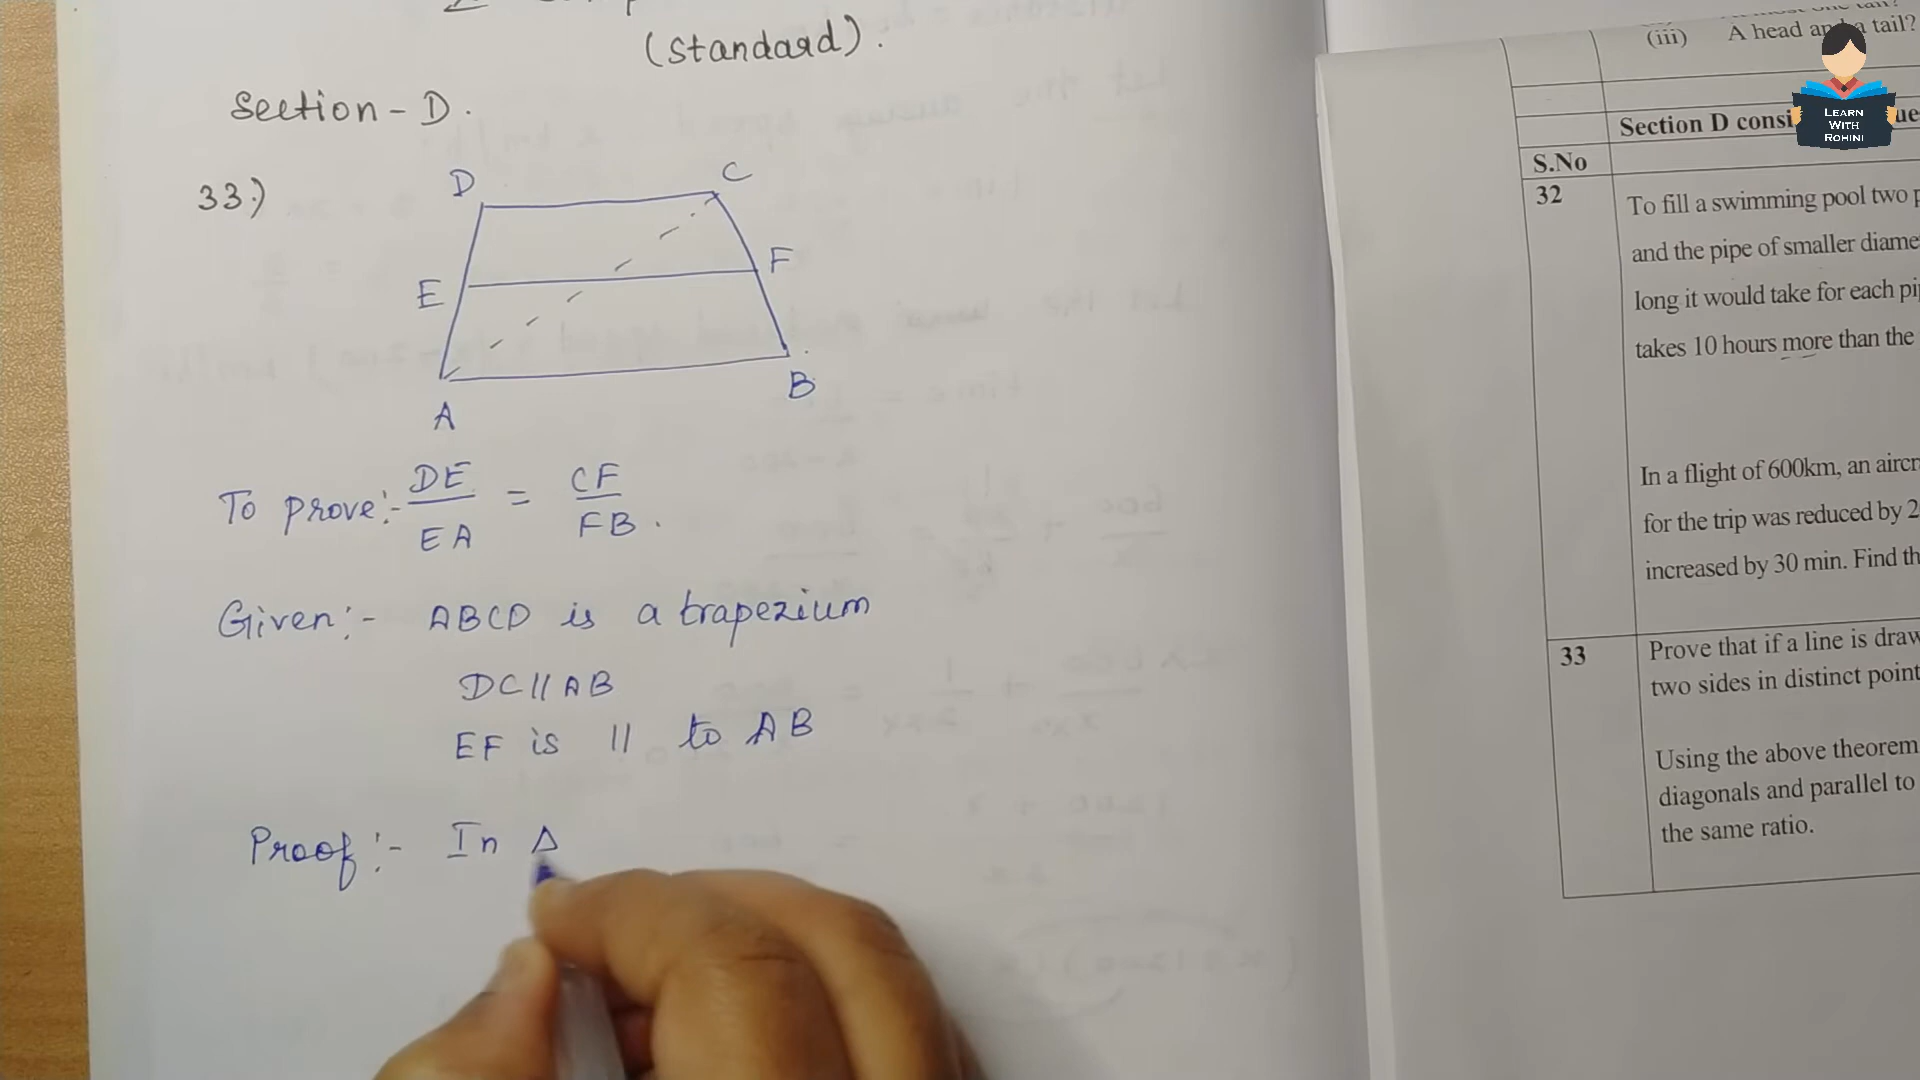 (Standard).
Section - D.
33.)
D
C
E
F
A
B
To prove:- DE/EA = CF/FB.
Given:- ABCD is a trapezium
DC // AB
EF is // to AB
Proof:- In Δ
(iii) A head and a tail?
LEARN
WITH
ROHINI
Section D consi
S.No
32
To fill a swimming pool two p
and the pipe of smaller diame
long it would take for each pi
takes 10 hours more than the
In a flight of 600km, an aircr
for the trip was reduced by 2
increased by 30 min. Find th
33
Prove that if a line is draw
two sides in distinct point
Using the above theorem
diagonals and parallel to
the same ratio.